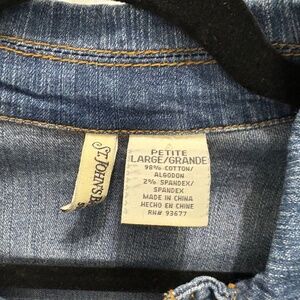 ST. JOHN'S B
PETITE
LARGE/GRANDE
98% COTTON/
ALGODON
2% SPANDEX/
SPANDEX
MADE IN CHINA
HECHO EN CHINE
RN# 93677